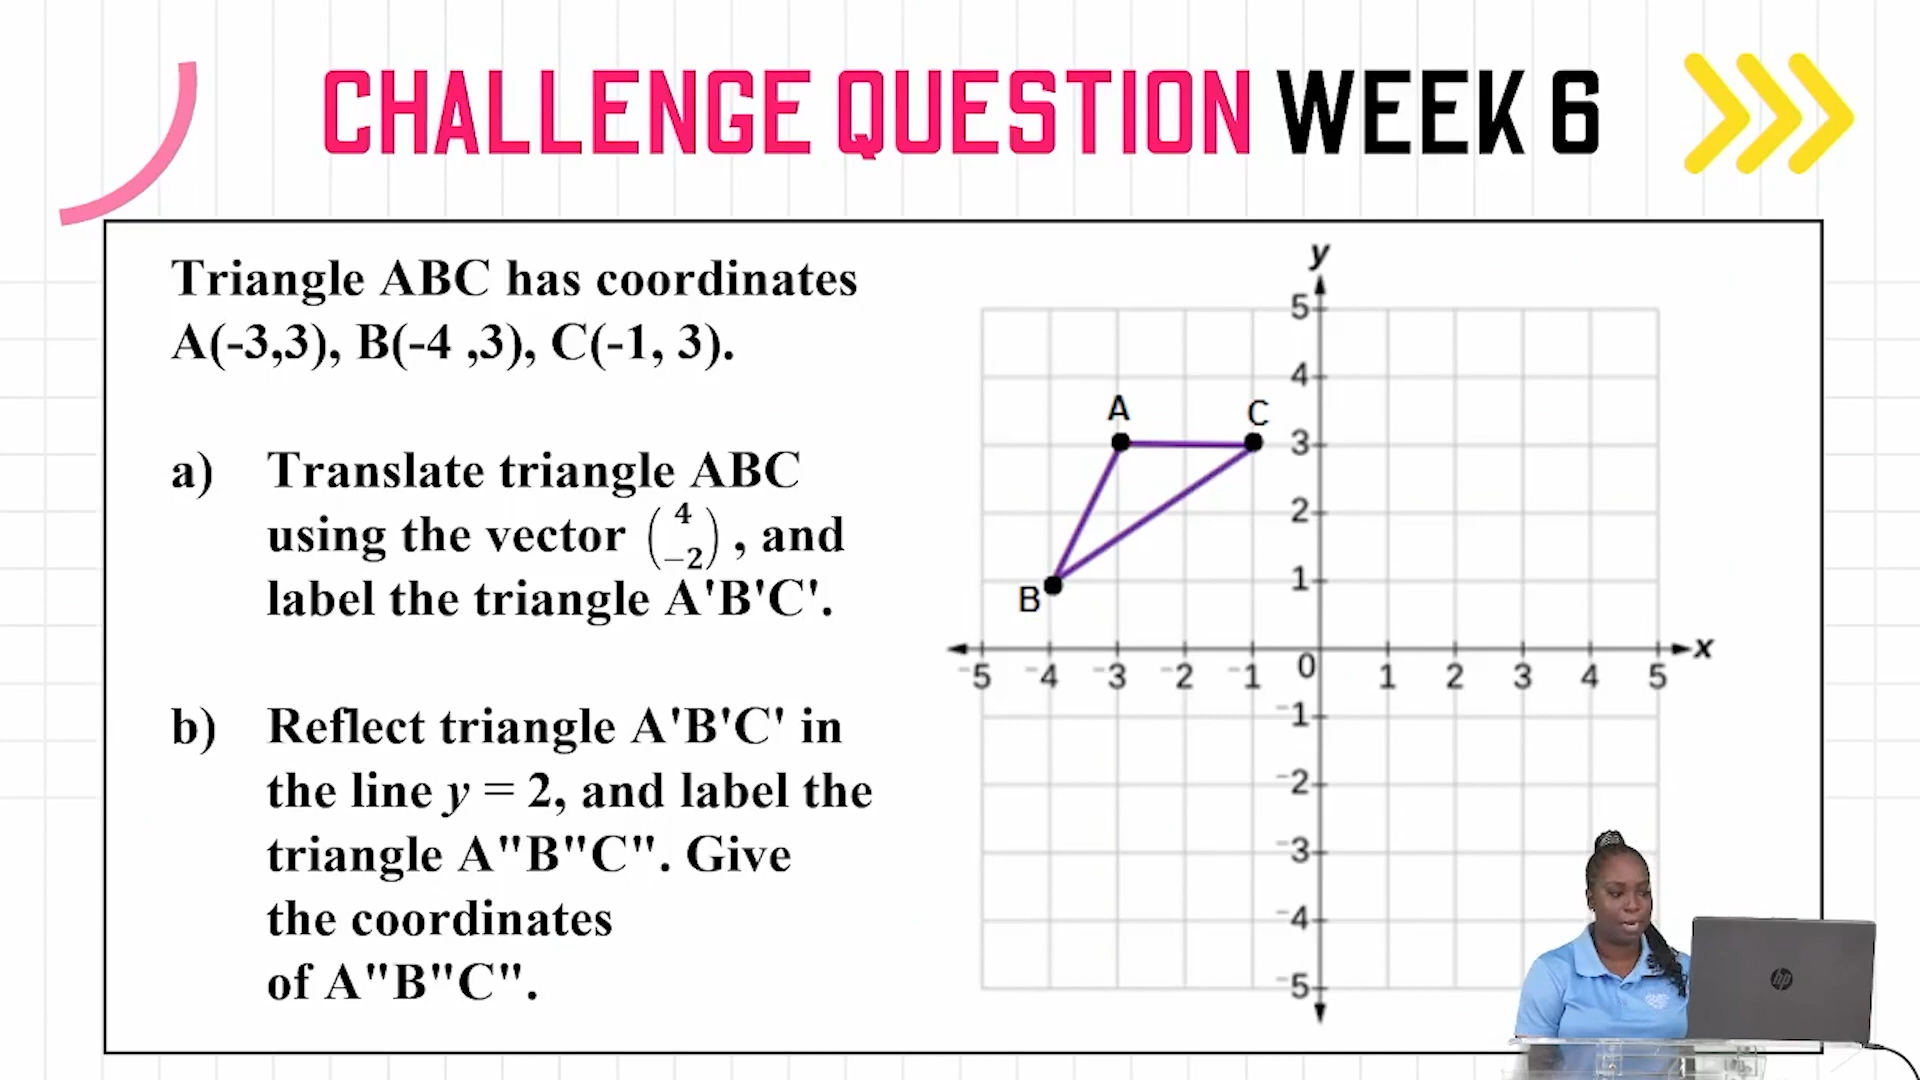 CHALLENGE QUESTION WEEK 6
Triangle ABC has coordinates
A(-3,3), B(-4 ,3), C(-1, 3).
a) Translate triangle ABC
using the vector (4 -2) , and
label the triangle A'B'C'.
b) Reflect triangle A'B'C' in
the line y = 2, and label the
triangle A"B"C". Give
the coordinates
of A"B"C".
y
5
4
A C
3
2
1
B
x
-5 -4 -3 -2 -1 0 1 2 3 4 5
-1
-2
-3
-4
-5
hp